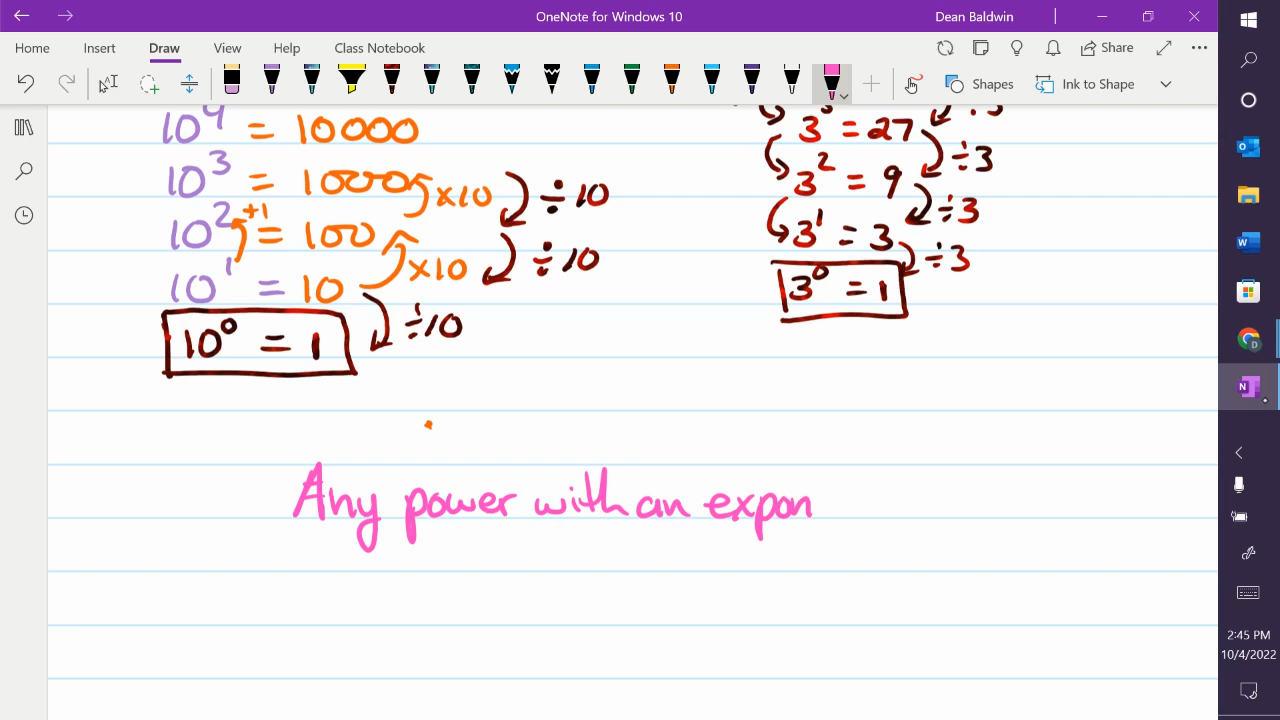 OneNote for Windows 10
Dean Baldwin
Home Insert Draw View Help Class Notebook
Share
Shapes
Ink to Shape
10⁴ = 10000
10³ = 1000 ×10 ÷10
+1
10² = 100 ×10 ÷10
10¹ = 10 ÷10
10⁰ = 1
÷3
3³ = 27 ÷3
3² = 9 ÷3
3¹ = 3 ÷3
3⁰ = 1
Any power with an expon
2:45 PM
10/4/2022